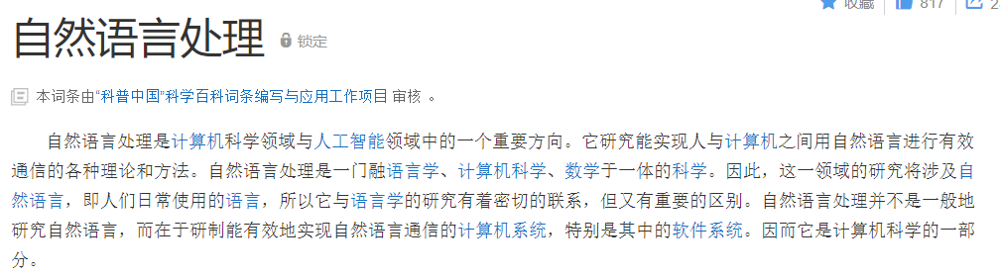 收藏 817 2
自然语言处理 锁定
本词条由“科普中国”科学百科词条编写与应用工作项目 审核 。
自然语言处理是计算机科学领域与人工智能领域中的一个重要方向。它研究能实现人与计算机之间用自然语言进行有效
通信的各种理论和方法。自然语言处理是一门融语言学、计算机科学、数学于一体的科学。因此，这一领域的研究将涉及自
然语言，即人们日常使用的语言，所以它与语言学的研究有着密切的联系，但又有重要的区别。自然语言处理并不是一般地
研究自然语言，而在于研制能有效地实现自然语言通信的计算机系统，特别是其中的软件系统。因而它是计算机科学的一部
分。